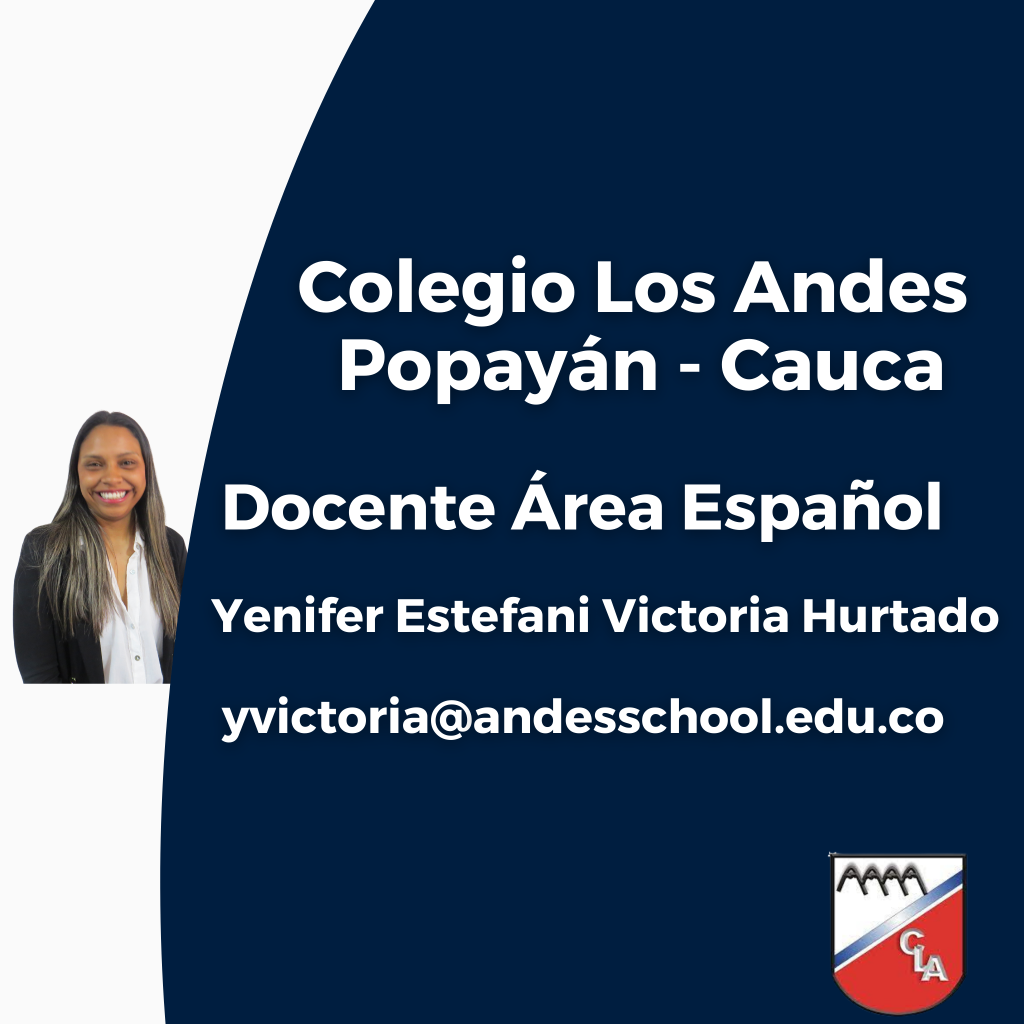 Colegio Los Andes
Popayán - Cauca
Docente Área Español
Yenifer Estefani Victoria Hurtado
yvictoria@andesschool.edu.co
CLA